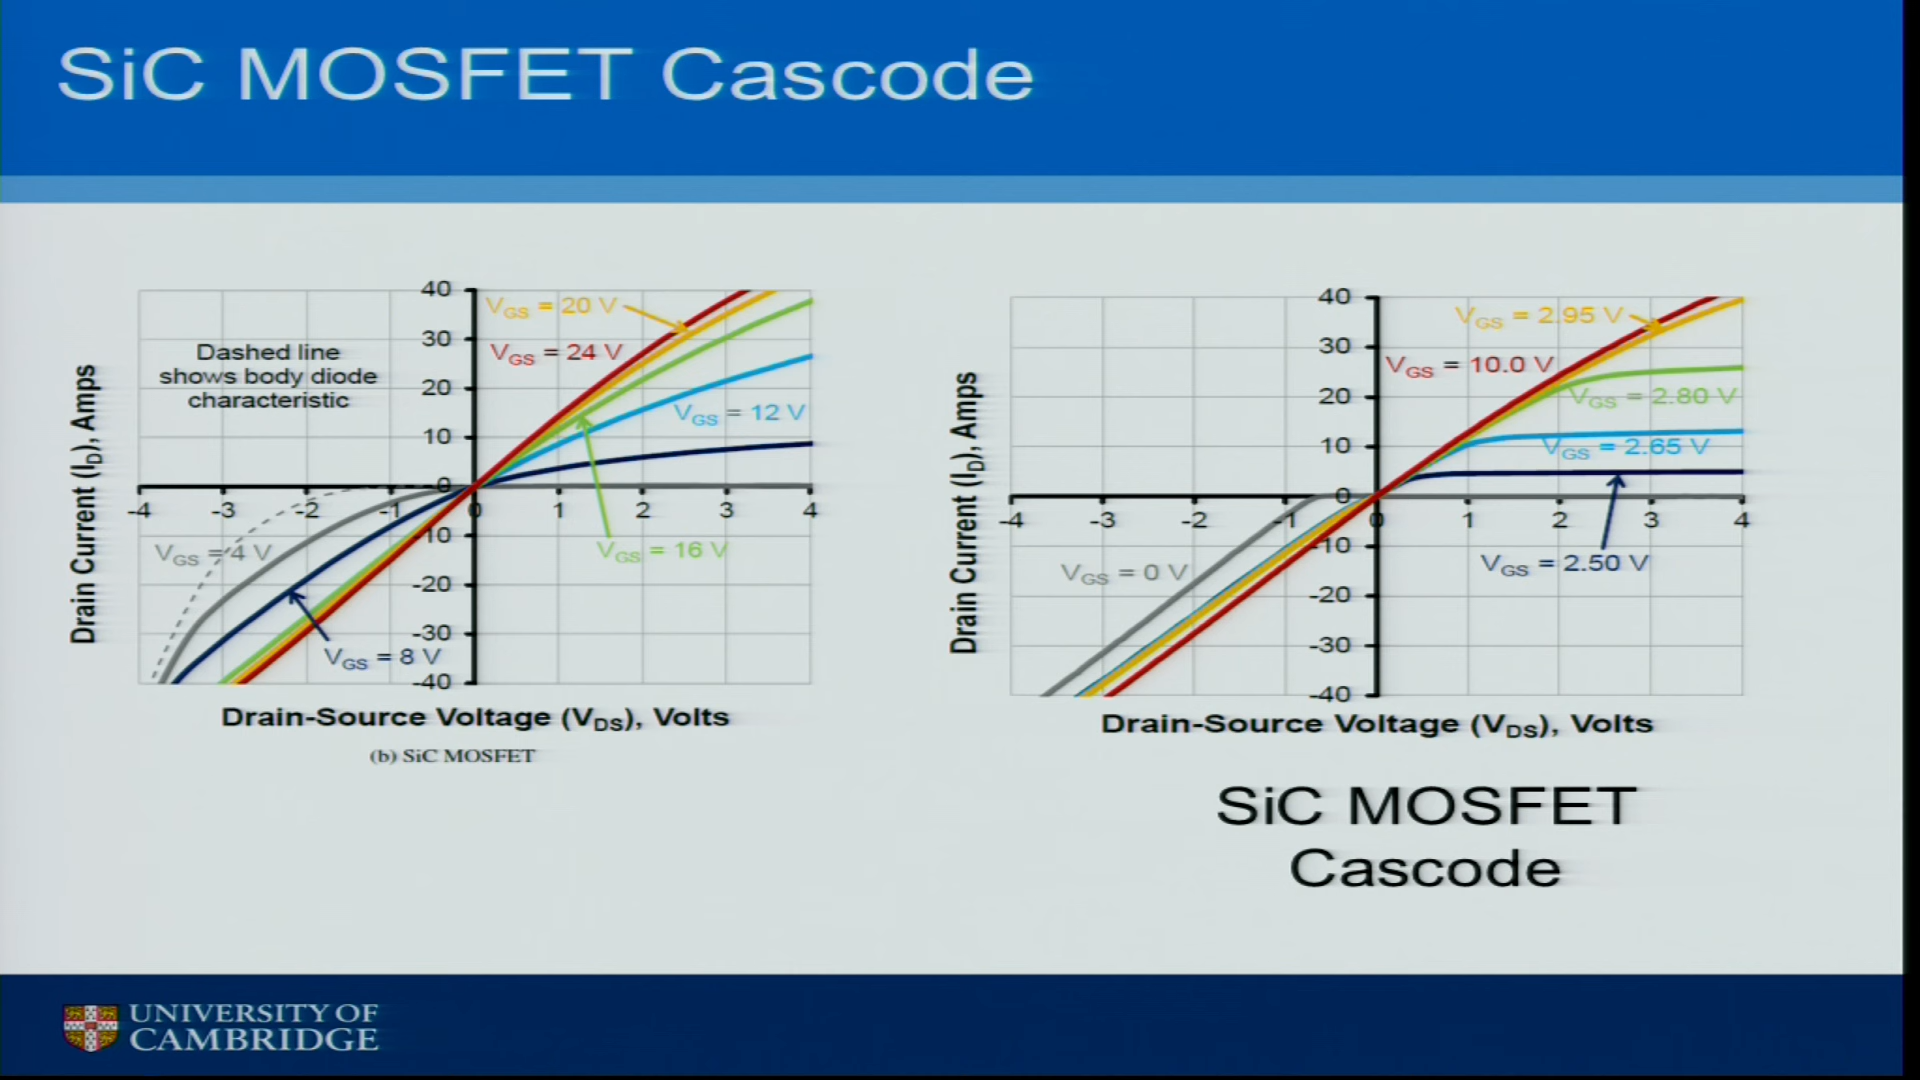 SiC MOSFET Cascode
40
30
20
10
0
-10
-20
-30
-40
-4 -3 -2 -1 0 1 2 3 4
Dashed line
shows body diode
characteristic
VGS = 20 V
VGS = 24 V
VGS = 12 V
VGS = 16 V
VGS = 4 V
VGS = 8 V
Drain Current (ID), Amps
Drain-Source Voltage (VDS), Volts
(b) SiC MOSFET
40
30
20
10
0
-10
-20
-30
-40
-4 -3 -2 -1 0 1 2 3 4
VGS = 2.95 V
VGS = 10.0 V
VGS = 2.80 V
VGS = 2.65 V
VGS = 2.50 V
VGS = 0 V
Drain Current (ID), Amps
Drain-Source Voltage (VDS), Volts
SiC MOSFET
Cascode
UNIVERSITY OF
CAMBRIDGE